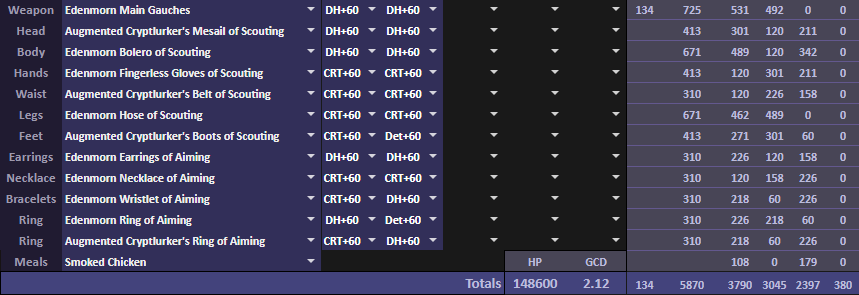 Weapon Edenmorn Main Gauches DH+60 DH+60 134 725 531 492 0 0
Head Augmented Cryptlurker's Mesail of Scouting DH+60 DH+60 413 301 120 211 0
Body Edenmorn Bolero of Scouting DH+60 DH+60 671 489 120 342 0
Hands Edenmorn Fingerless Gloves of Scouting CRT+60 CRT+60 413 120 301 211 0
Waist Augmented Cryptlurker's Belt of Scouting CRT+60 CRT+60 310 120 226 158 0
Legs Edenmorn Hose of Scouting CRT+60 CRT+60 671 462 489 0 0
Feet Augmented Cryptlurker's Boots of Scouting CRT+60 Det+60 413 271 301 60 0
Earrings Edenmorn Earrings of Aiming DH+60 DH+60 310 226 120 158 0
Necklace Edenmorn Necklace of Aiming CRT+60 CRT+60 310 120 158 226 0
Bracelets Edenmorn Wristlet of Aiming CRT+60 DH+60 310 218 60 226 0
Ring Edenmorn Ring of Aiming DH+60 Det+60 310 226 218 60 0
Ring Augmented Cryptlurker's Ring of Aiming CRT+60 DH+60 310 218 60 226 0
Meals Smoked Chicken HP GCD 108 0 179 0
Totals 148600 2.12 134 5870 3790 3045 2397 380